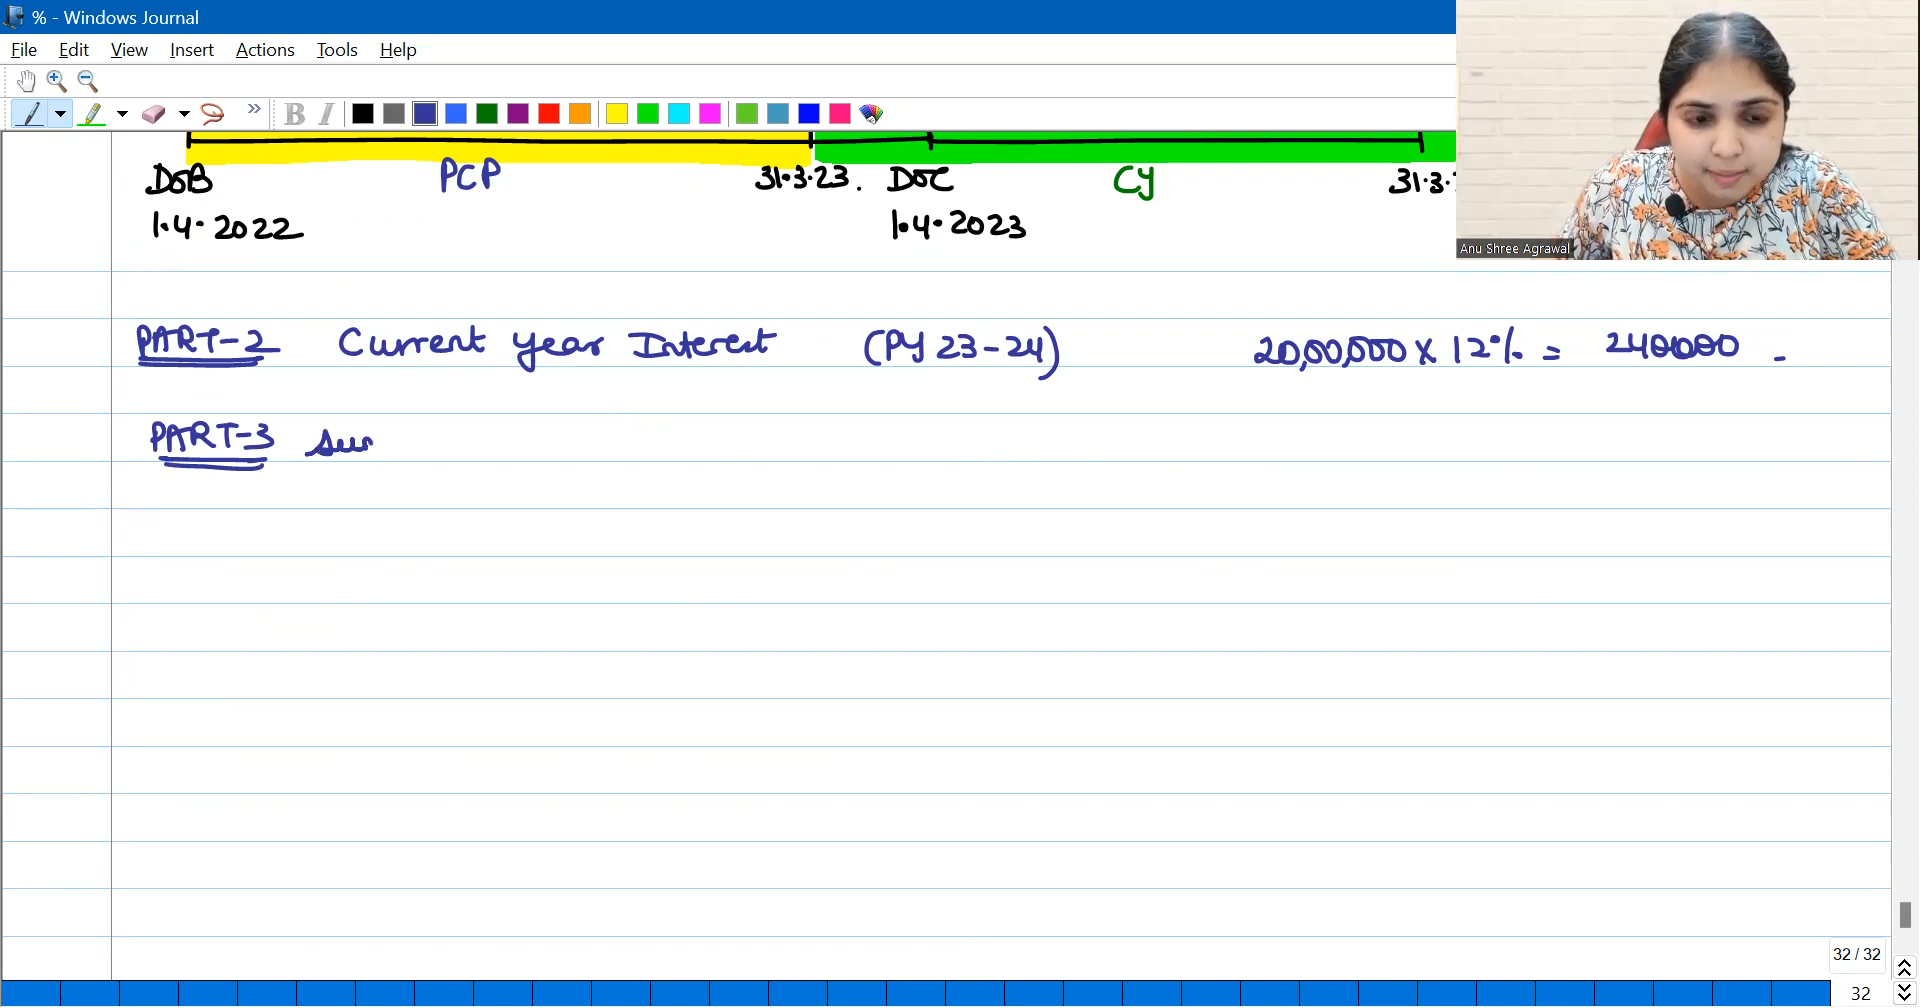 % - Windows Journal
File Edit View Insert Actions Tools Help
B I
DOB PCP 31.3.23. DOC CY 31.3.
1.4.2022 1.4.2023
Anu Shree Agrawal
PART-2 Current year Interest (PY 23-24) 20,00,000 x 12% = 240000 -
PART-3
32 / 32
32